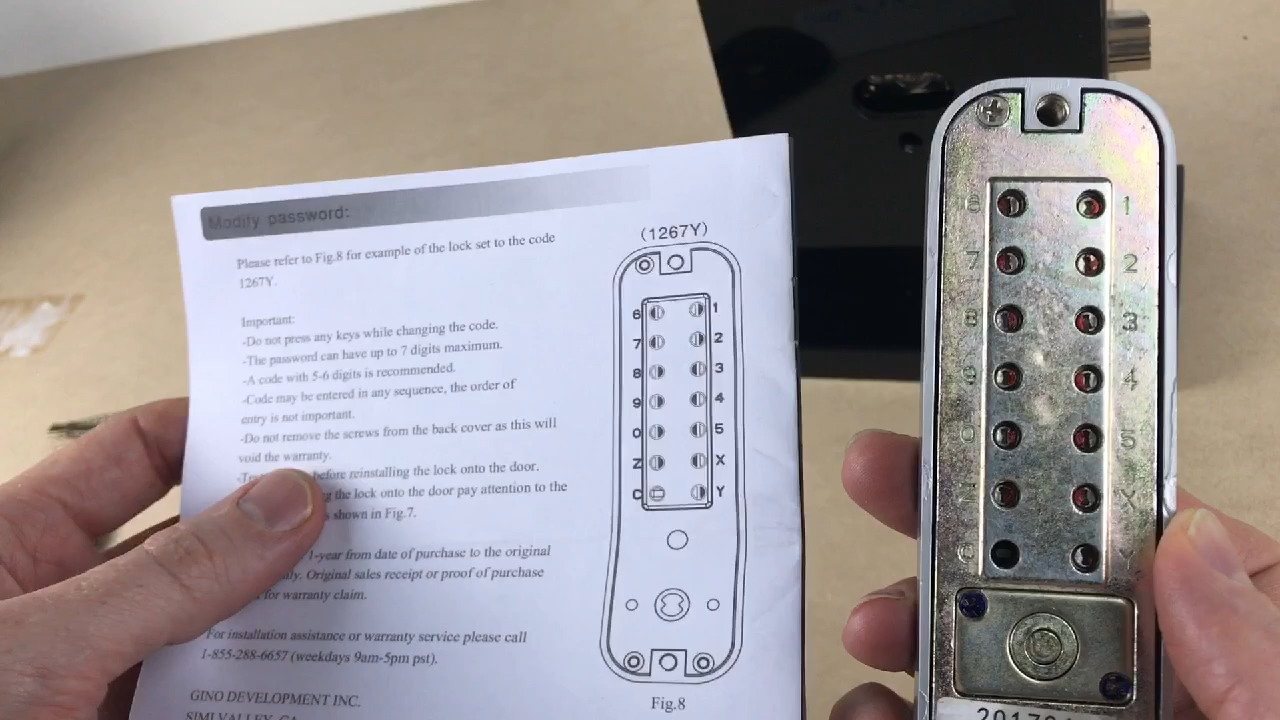 Modify password:
Please refer to Fig.8 for example of the lock set to the code
1267Y.
Important:
-Do not press any keys while changing the code.
-The password can have up to 7 digits maximum.
-A code with 5-6 digits is recommended.
-Code may be entered in any sequence, the order of
entry is not important.
-Do not remove the screws from the back cover as this will
void the warranty.
before reinstalling the lock onto the door.
the lock onto the door pay attention to the
shown in Fig.7.
1-year from date of purchase to the original
Original sales receipt or proof of purchase
for warranty claim.
For installation assistance or warranty service please call
1-855-288-6657 (weekdays 9am-5pm pst).
GINO DEVELOPMENT INC.
SIMI VALLEY, CA
(1267Y)
6 1
7 2
8 3
9 4
0 5
Z X
C Y
Fig.8
6 1
7 2
8 3
9 4
0 5
Z X
C Y